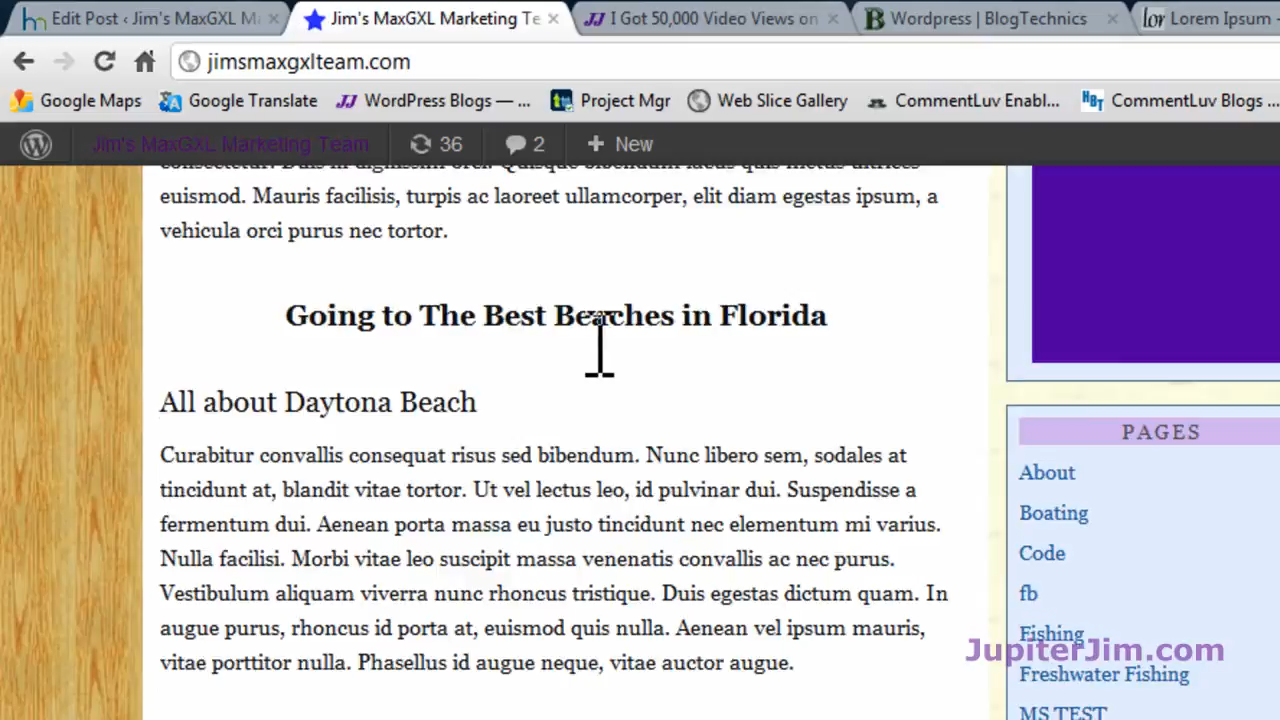 Edit Post ‹ Jim's MaxGXL M
Jim's MaxGXL Marketing Te
I Got 50,000 Video Views on
Wordpress | BlogTechnics
Lorem Ipsum -
jimsmaxgxlteam.com
Google Maps
Google Translate
WordPress Blogs — ...
Project Mgr
Web Slice Gallery
CommentLuv Enabl...
CommentLuv Blogs ...
Jim's MaxGXL Marketing Team
36
2
+ New
consectetur. Duis in dignissim orci. Quisque bibendum lacus quis metus ultrices
euismod. Mauris facilisis, turpis ac laoreet ullamcorper, elit diam egestas ipsum, a
vehicula orci purus nec tortor.
Going to The Best Beaches in Florida
All about Daytona Beach
Curabitur convallis consequat risus sed bibendum. Nunc libero sem, sodales at
tincidunt at, blandit vitae tortor. Ut vel lectus leo, id pulvinar dui. Suspendisse a
fermentum dui. Aenean porta massa eu justo tincidunt nec elementum mi varius.
Nulla facilisi. Morbi vitae leo suscipit massa venenatis convallis ac nec purus.
Vestibulum aliquam viverra nunc rhoncus tristique. Duis egestas dictum quam. In
augue purus, rhoncus id porta at, euismod quis nulla. Aenean vel ipsum mauris,
vitae porttitor nulla. Phasellus id augue neque, vitae auctor augue.
PAGES
About
Boating
Code
fb
Fishing
Freshwater Fishing
MS TEST
JupiterJim.com